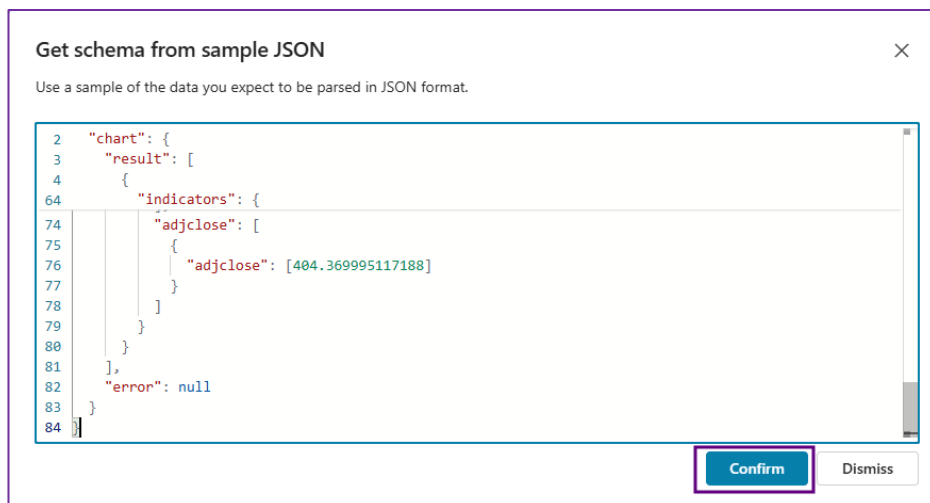 Get schema from sample JSON
Use a sample of the data you expect to be parsed in JSON format.
2 "chart": {
3 "result": [
4 {
64 "indicators": {
74 "adjclose": [
75 {
76 "adjclose": [404.369995117188]
77 }
78 ]
79 }
80 }
81 ],
82 "error": null
83 }
84 }
Confirm Dismiss